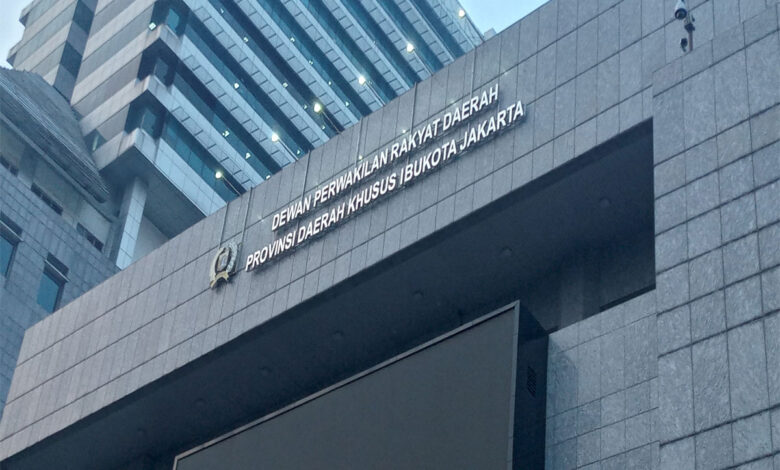 DEWAN PERWAKILAN RAKYAT DAERAH
PROVINSI DAERAH KHUSUS IBUKOTA JAKARTA